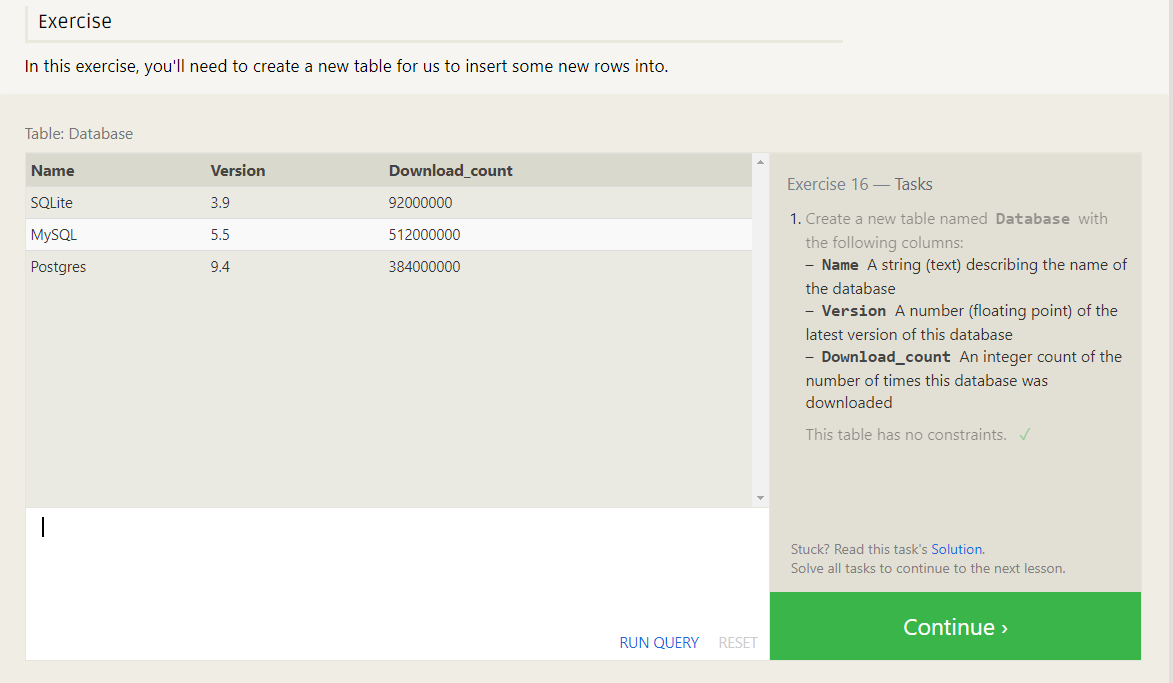 Exercise
In this exercise, you'll need to create a new table for us to insert some new rows into.
Table: Database
Name Version Download_count
SQLite 3.9 92000000
MySQL 5.5 512000000
Postgres 9.4 384000000
RUN QUERY RESET
Exercise 16 — Tasks
1. Create a new table named Database with
the following columns:
– Name A string (text) describing the name of
the database
– Version A number (floating point) of the
latest version of this database
– Download_count An integer count of the
number of times this database was
downloaded
This table has no constraints. ✓
Stuck? Read this task's Solution.
Solve all tasks to continue to the next lesson.
Continue ›